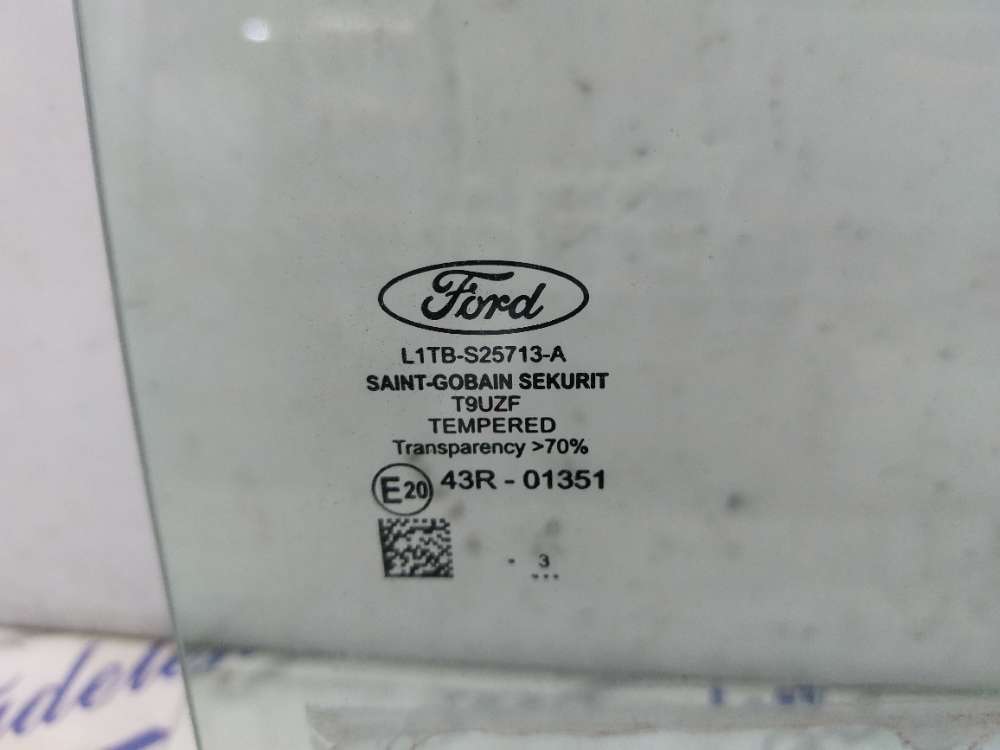 Ford
L1TB-S25713-A
SAINT-GOBAIN SEKURIT
T9UZF
TEMPERED
Transparency >70%
E20 43R - 01351
- 3
...